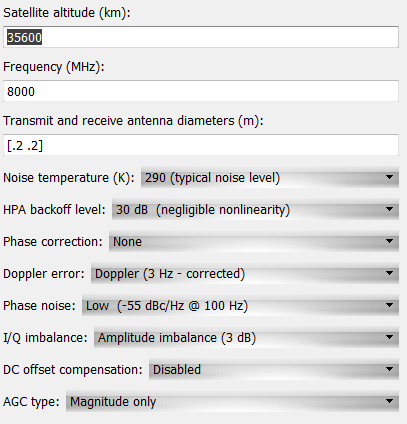 Satellite altitude (km):
35600
Frequency (MHz):
8000
Transmit and receive antenna diameters (m):
[.2 .2]
Noise temperature (K): 290 (typical noise level)
HPA backoff level: 30 dB (negligible nonlinearity)
Phase correction: None
Doppler error: Doppler (3 Hz - corrected)
Phase noise: Low (-55 dBc/Hz @ 100 Hz)
I/Q imbalance: Amplitude imbalance (3 dB)
DC offset compensation: Disabled
AGC type: Magnitude only